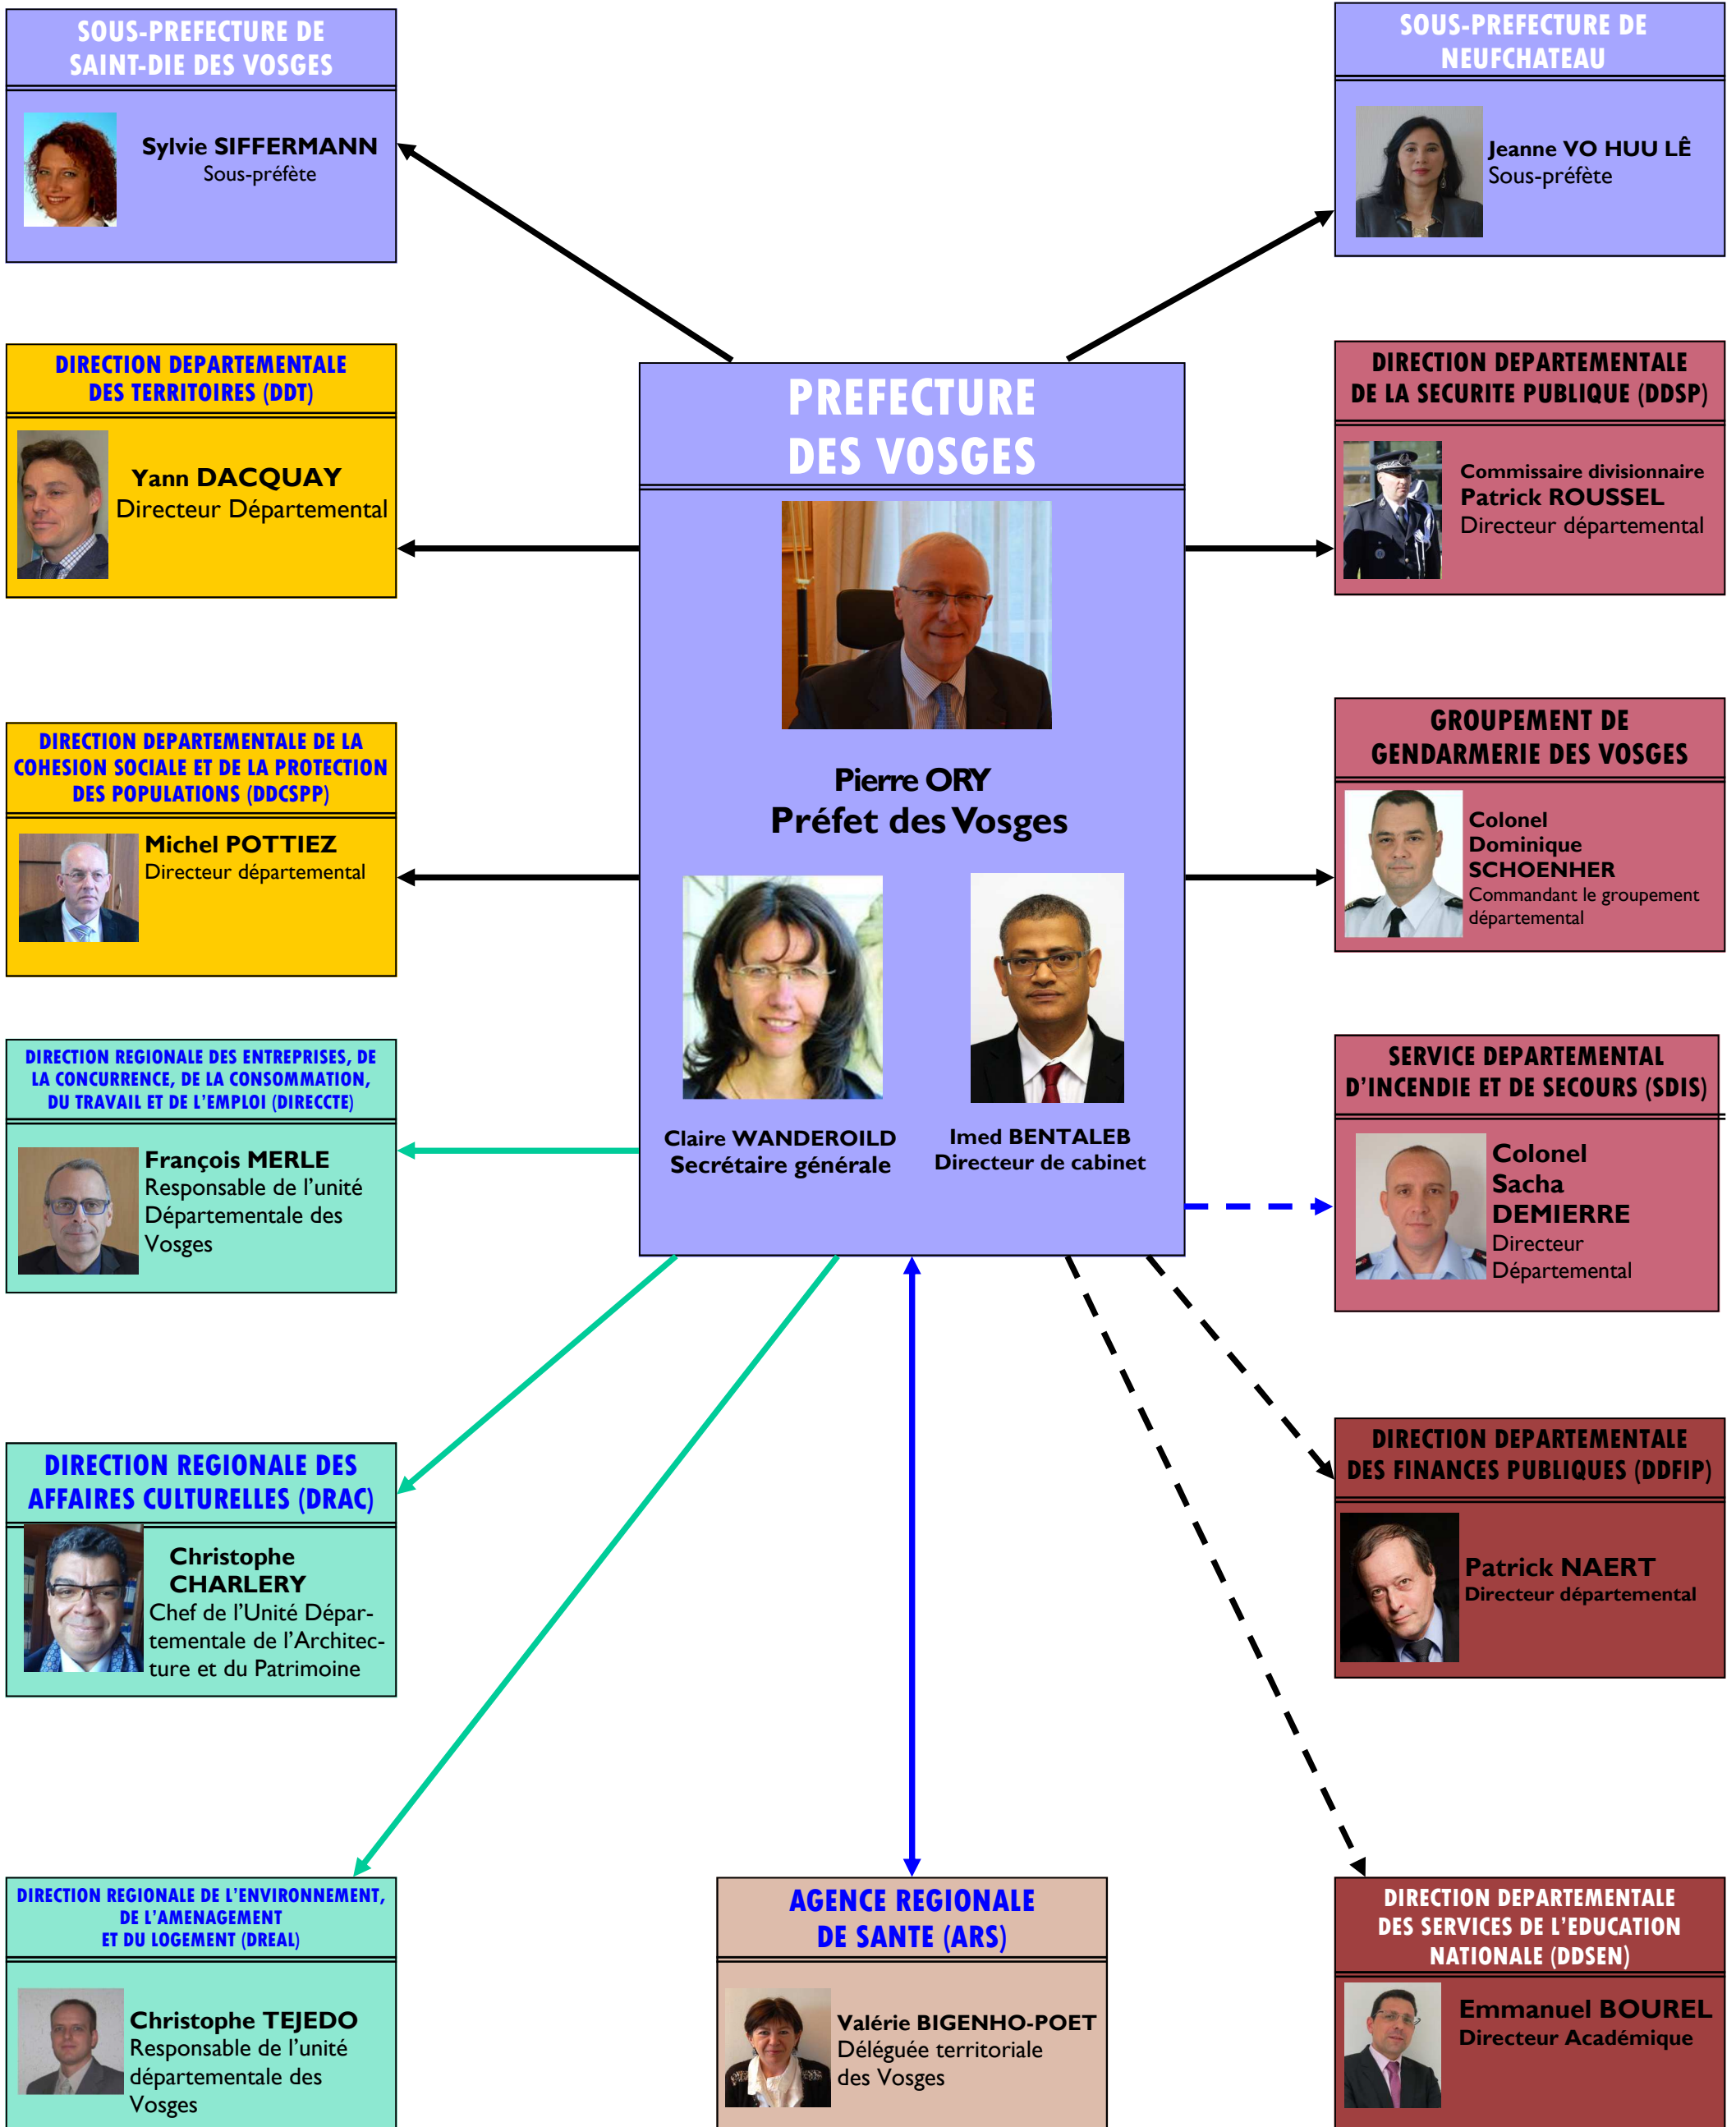 SOUS-PREFECTURE DE
SAINT-DIE DES VOSGES
Sylvie SIFFERMANN
Sous-préfète
SOUS-PREFECTURE DE
NEUFCHATEAU
Jeanne VO HUU LÊ
Sous-préfète
DIRECTION DEPARTEMENTALE
DES TERRITOIRES (DDT)
Yann DACQUAY
Directeur Départemental
PREFECTURE
DES VOSGES
Pierre ORY
Préfet des Vosges
Claire WANDEROILD
Secrétaire générale
Imed BENTALEB
Directeur de cabinet
DIRECTION DEPARTEMENTALE
DE LA SECURITE PUBLIQUE (DDSP)
Commissaire divisionnaire
Patrick ROUSSEL
Directeur départemental
DIRECTION DEPARTEMENTALE DE LA
COHESION SOCIALE ET DE LA PROTECTION
DES POPULATIONS (DDCSPP)
Michel POTTIEZ
Directeur départemental
GROUPEMENT DE
GENDARMERIE DES VOSGES
Colonel
Dominique
SCHOENHER
Commandant le groupement
départemental
DIRECTION REGIONALE DES ENTREPRISES, DE
LA CONCURRENCE, DE LA CONSOMMATION,
DU TRAVAIL ET DE L'EMPLOI (DIRECCTE)
François MERLE
Responsable de l'unité
Départementale des
Vosges
SERVICE DEPARTEMENTAL
D'INCENDIE ET DE SECOURS (SDIS)
Colonel
Sacha
DEMIERRE
Directeur
Départemental
DIRECTION REGIONALE DES
AFFAIRES CULTURELLES (DRAC)
Christophe
CHARLERY
Chef de l'Unité Dépar-
tementale de l'Architec-
ture et du Patrimoine
DIRECTION DEPARTEMENTALE
DES FINANCES PUBLIQUES (DDFIP)
Patrick NAERT
Directeur départemental
DIRECTION REGIONALE DE L'ENVIRONNEMENT,
DE L'AMENAGEMENT
ET DU LOGEMENT (DREAL)
Christophe TEJEDO
Responsable de l'unité
départementale des
Vosges
AGENCE REGIONALE
DE SANTE (ARS)
Valérie BIGENHO-POET
Déléguée territoriale
des Vosges
DIRECTION DEPARTEMENTALE
DES SERVICES DE L'EDUCATION
NATIONALE (DDSEN)
Emmanuel BOUREL
Directeur Académique